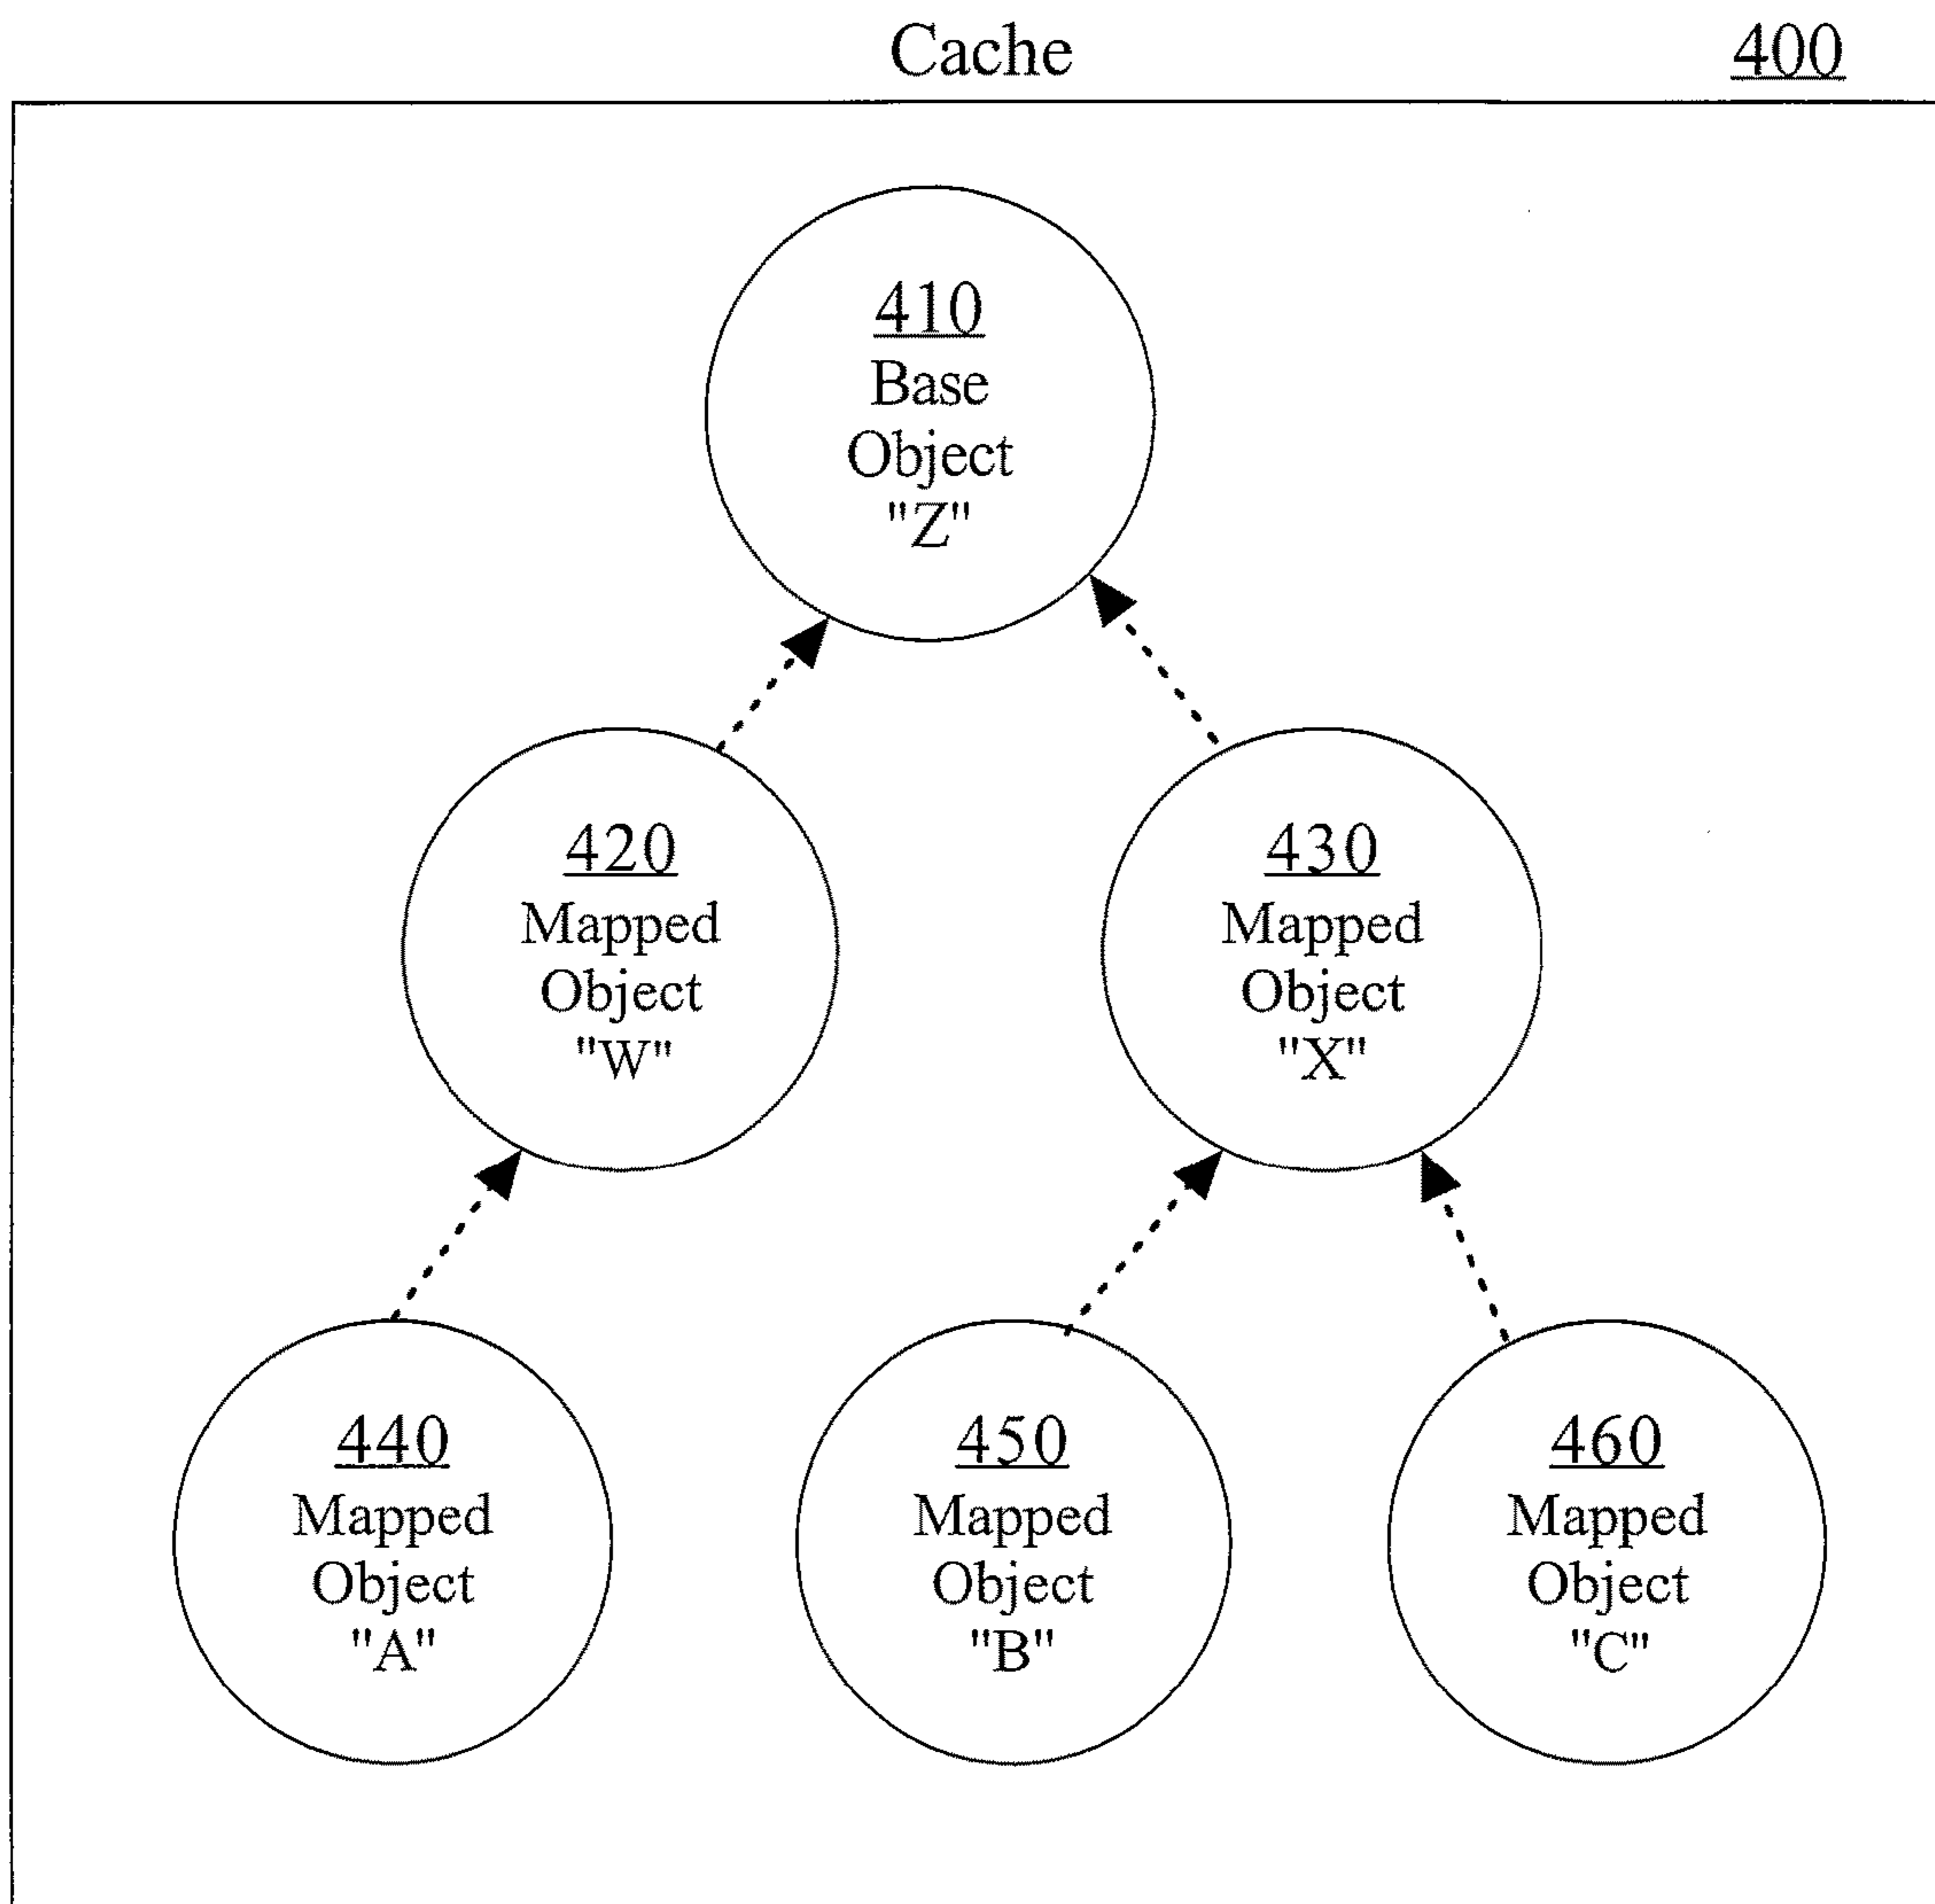 Cache 400
410
Base
Object
"Z"
420
Mapped
Object
"W"
430
Mapped
Object
"X"
440
Mapped
Object
"A"
450
Mapped
Object
"B"
460
Mapped
Object
"C"